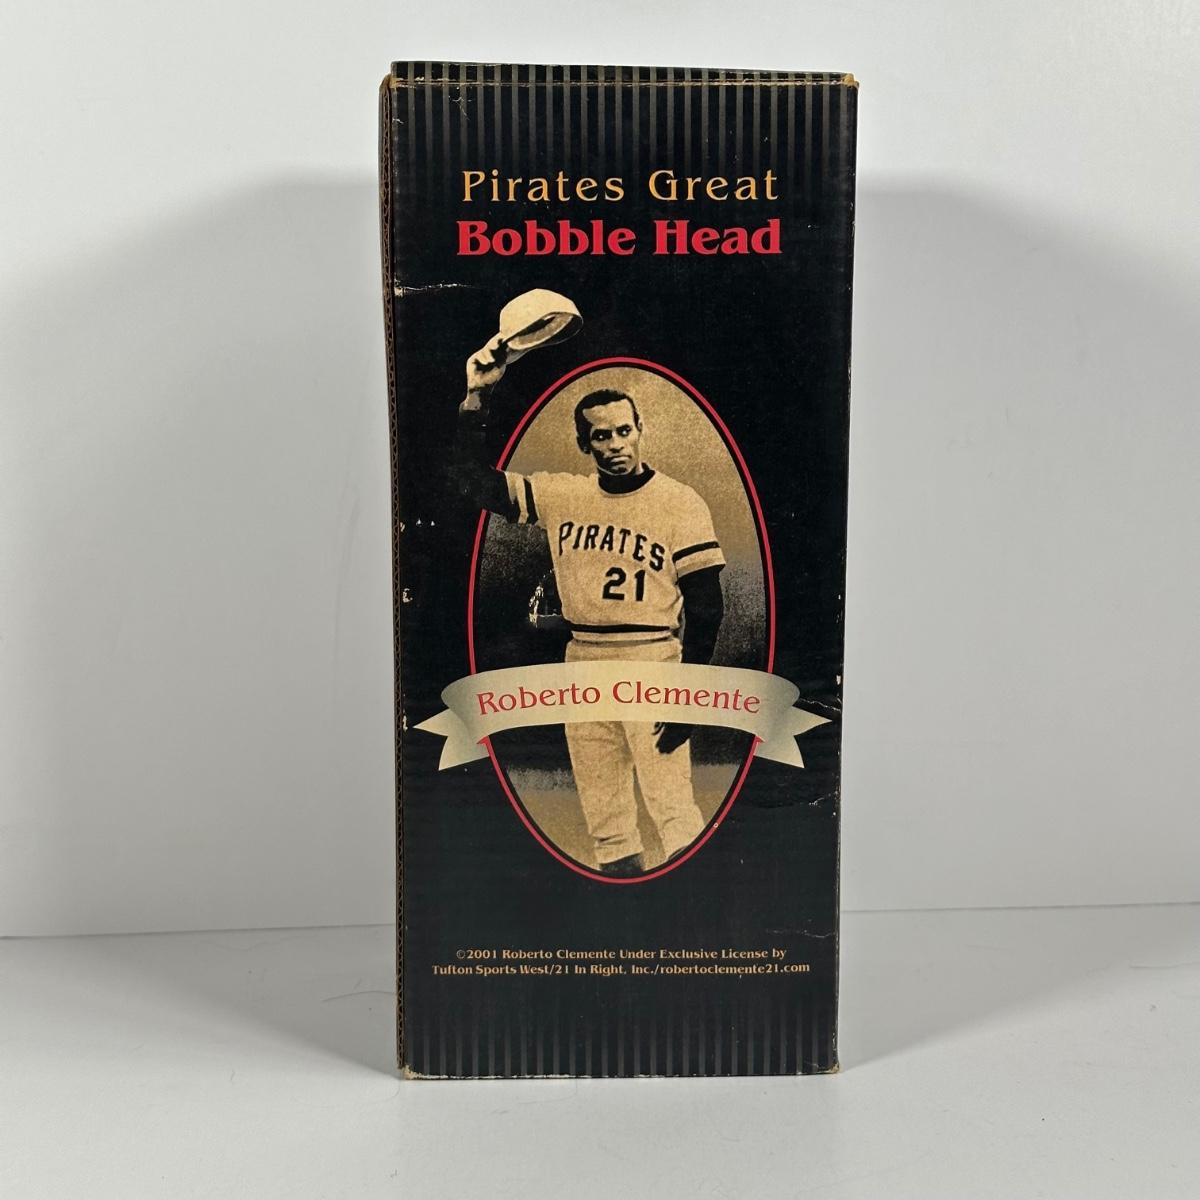 Pirates Great
Bobble Head
PIRATES
21
Roberto Clemente
©2001 Roberto Clemente Under Exclusive License by
Tufton Sports West/21 In Right, Inc./robertoclemente21.com